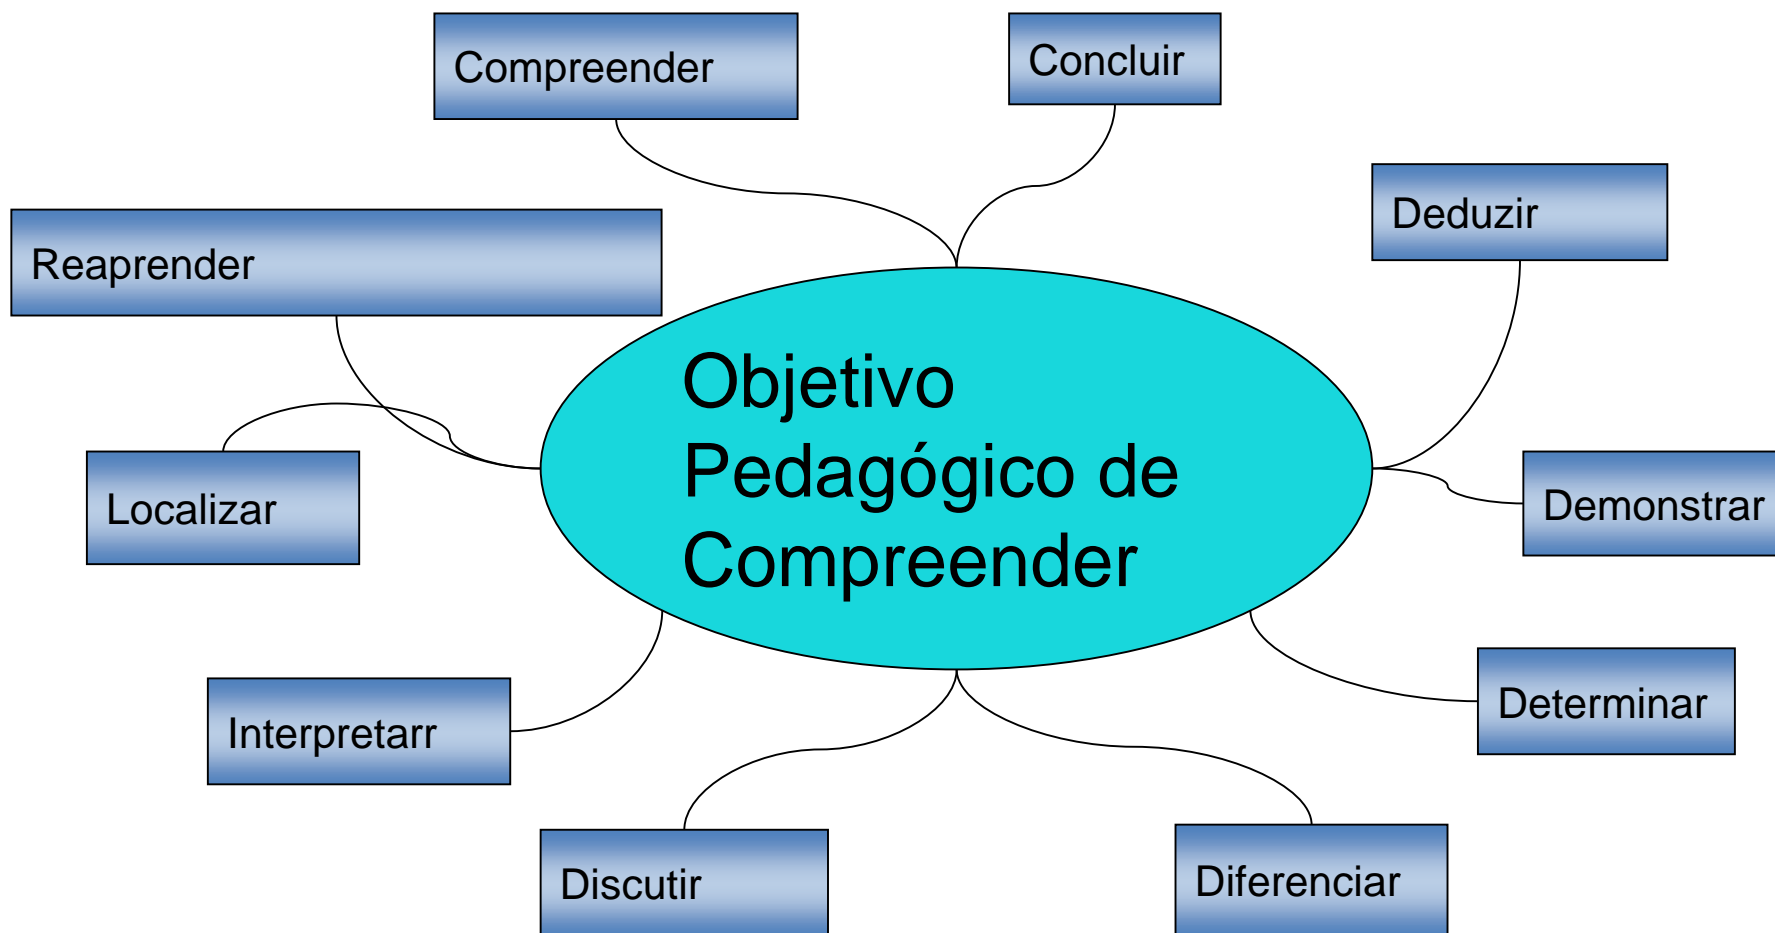 Compreender
Concluir
Deduzir
Reaprender
Objetivo
Pedagógico de
Compreender
Localizar
Demonstrar
Interpretarr
Determinar
Discutir
Diferenciar